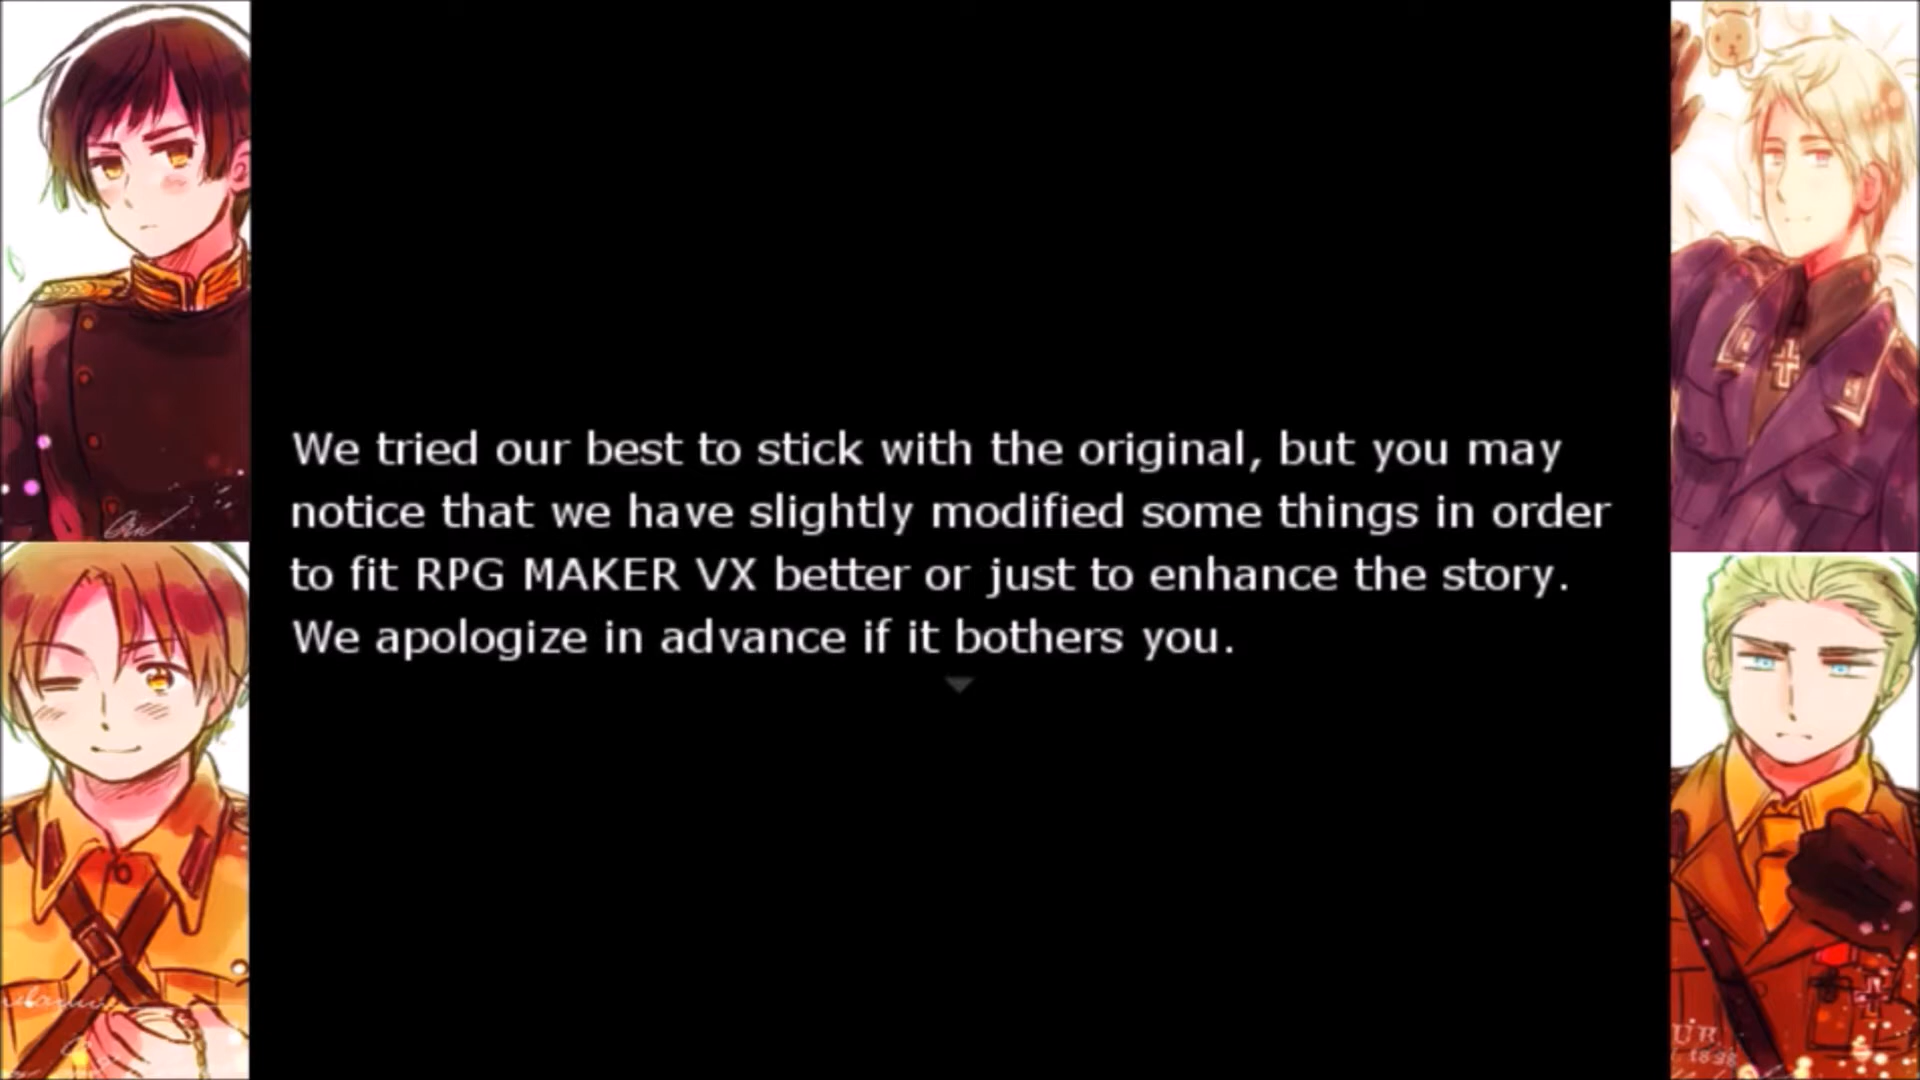 We tried our best to stick with the original, but you may
notice that we have slightly modified some things in order
to fit RPG MAKER VX better or just to enhance the story.
We apologize in advance if it bothers you.